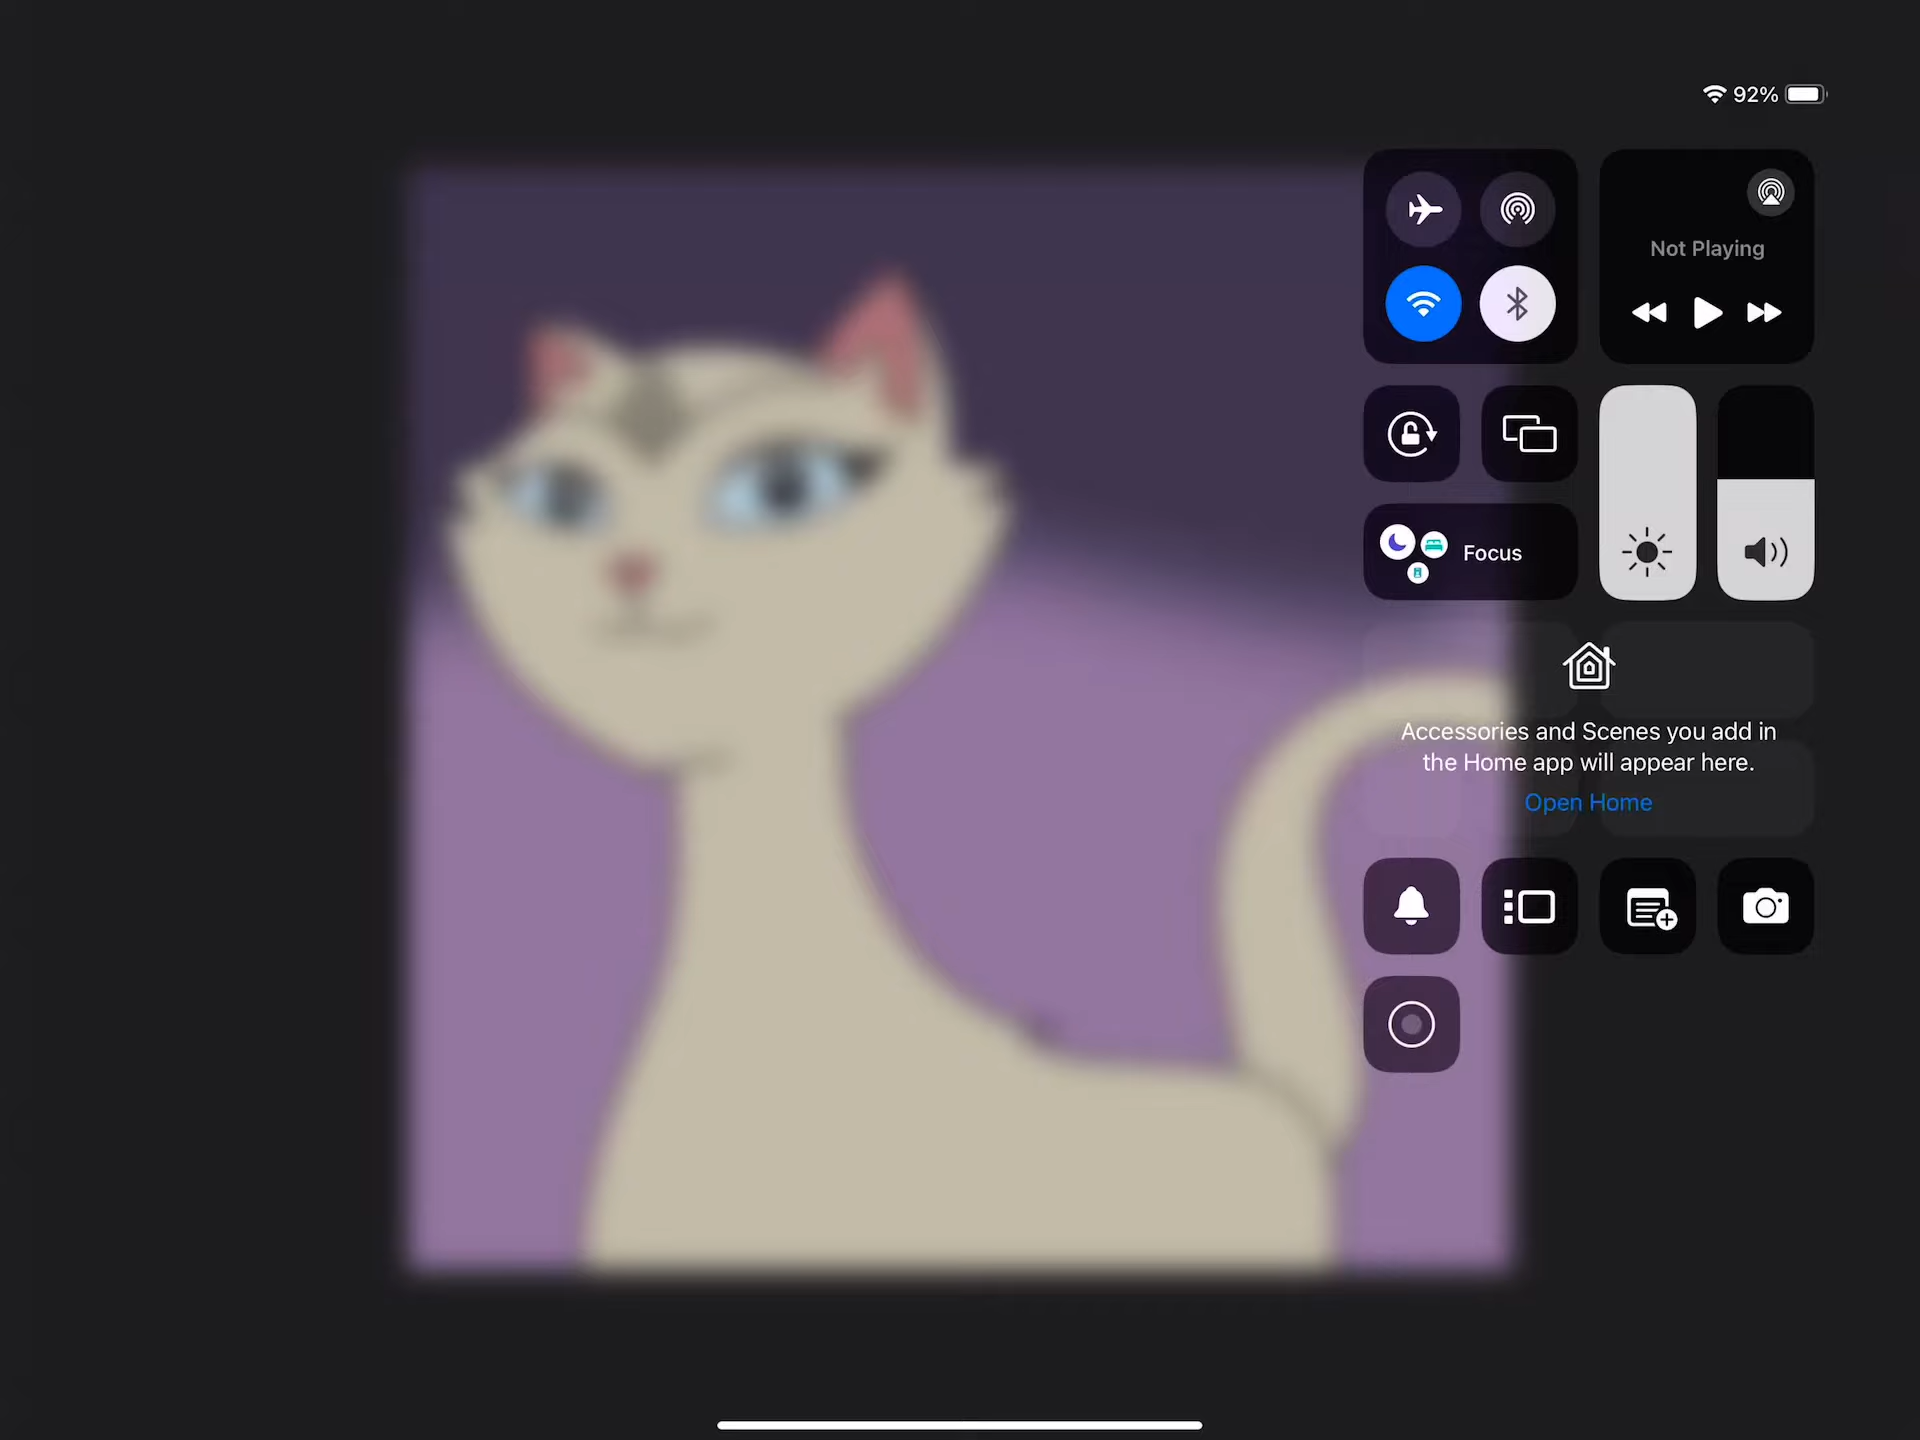 92%
Not Playing
Focus
Accessories and Scenes you add in
the Home app will appear here.
Open Home